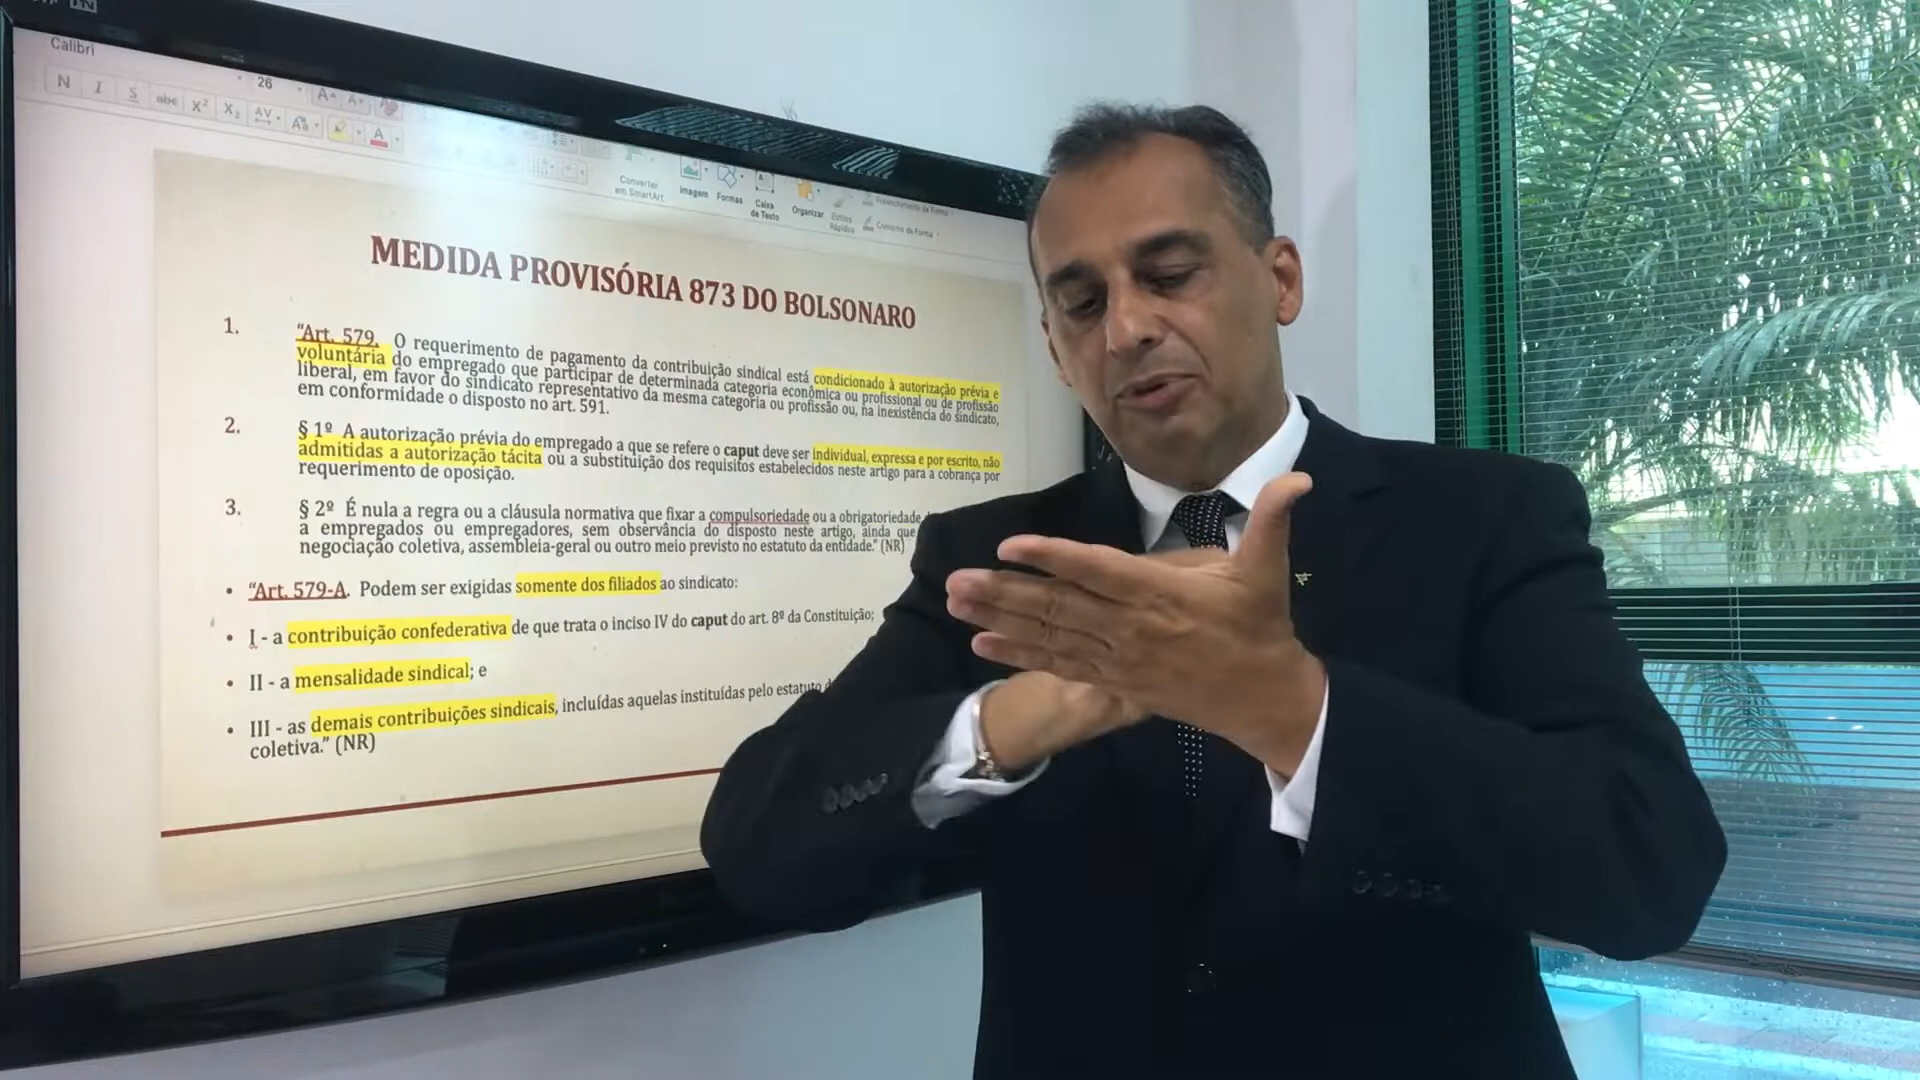 Calibri
26
N I S abc X² X₂ AV Aa A
Converter
em SmartArt
Imagem
Formas
Caixa
de Texto
Organizar
Estilos
Rápidos
Preenchimento da Forma
Contorno da Forma
MEDIDA PROVISÓRIA 873 DO BOLSONARO
1. “Art. 579. O requerimento de pagamento da contribuição sindical está condicionado à autorização prévia e
voluntária do empregado que participar de determinada categoria econômica ou profissional ou de profissão
liberal, em favor do sindicato representativo da mesma categoria ou profissão ou, na inexistência do sindicato,
em conformidade o disposto no art. 591.
2. § 1º A autorização prévia do empregado a que se refere o caput deve ser individual, expressa e por escrito, não
admitidas a autorização tácita ou a substituição dos requisitos estabelecidos neste artigo para a cobrança por
requerimento de oposição.
3. § 2º É nula a regra ou a cláusula normativa que fixar a compulsoriedade ou a obrigatoriedade
a empregados ou empregadores, sem observância do disposto neste artigo, ainda que
negociação coletiva, assembleia-geral ou outro meio previsto no estatuto da entidade.” (NR)
• “Art. 579-A. Podem ser exigidas somente dos filiados ao sindicato:
• I - a contribuição confederativa de que trata o inciso IV do caput do art. 8º da Constituição;
• II - a mensalidade sindical; e
• III - as demais contribuições sindicais, incluídas aquelas instituídas pelo estatuto
coletiva.” (NR)